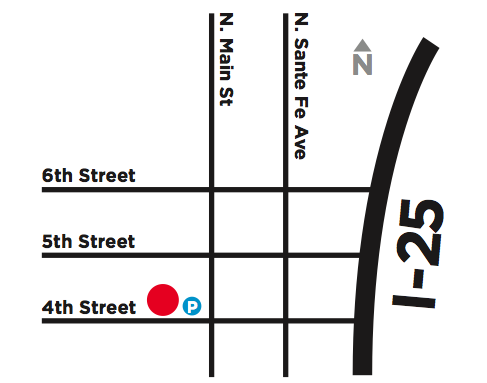 N. Main St
N. Sante Fe Ave
N
6th Street
I-25
5th Street
4th Street
P